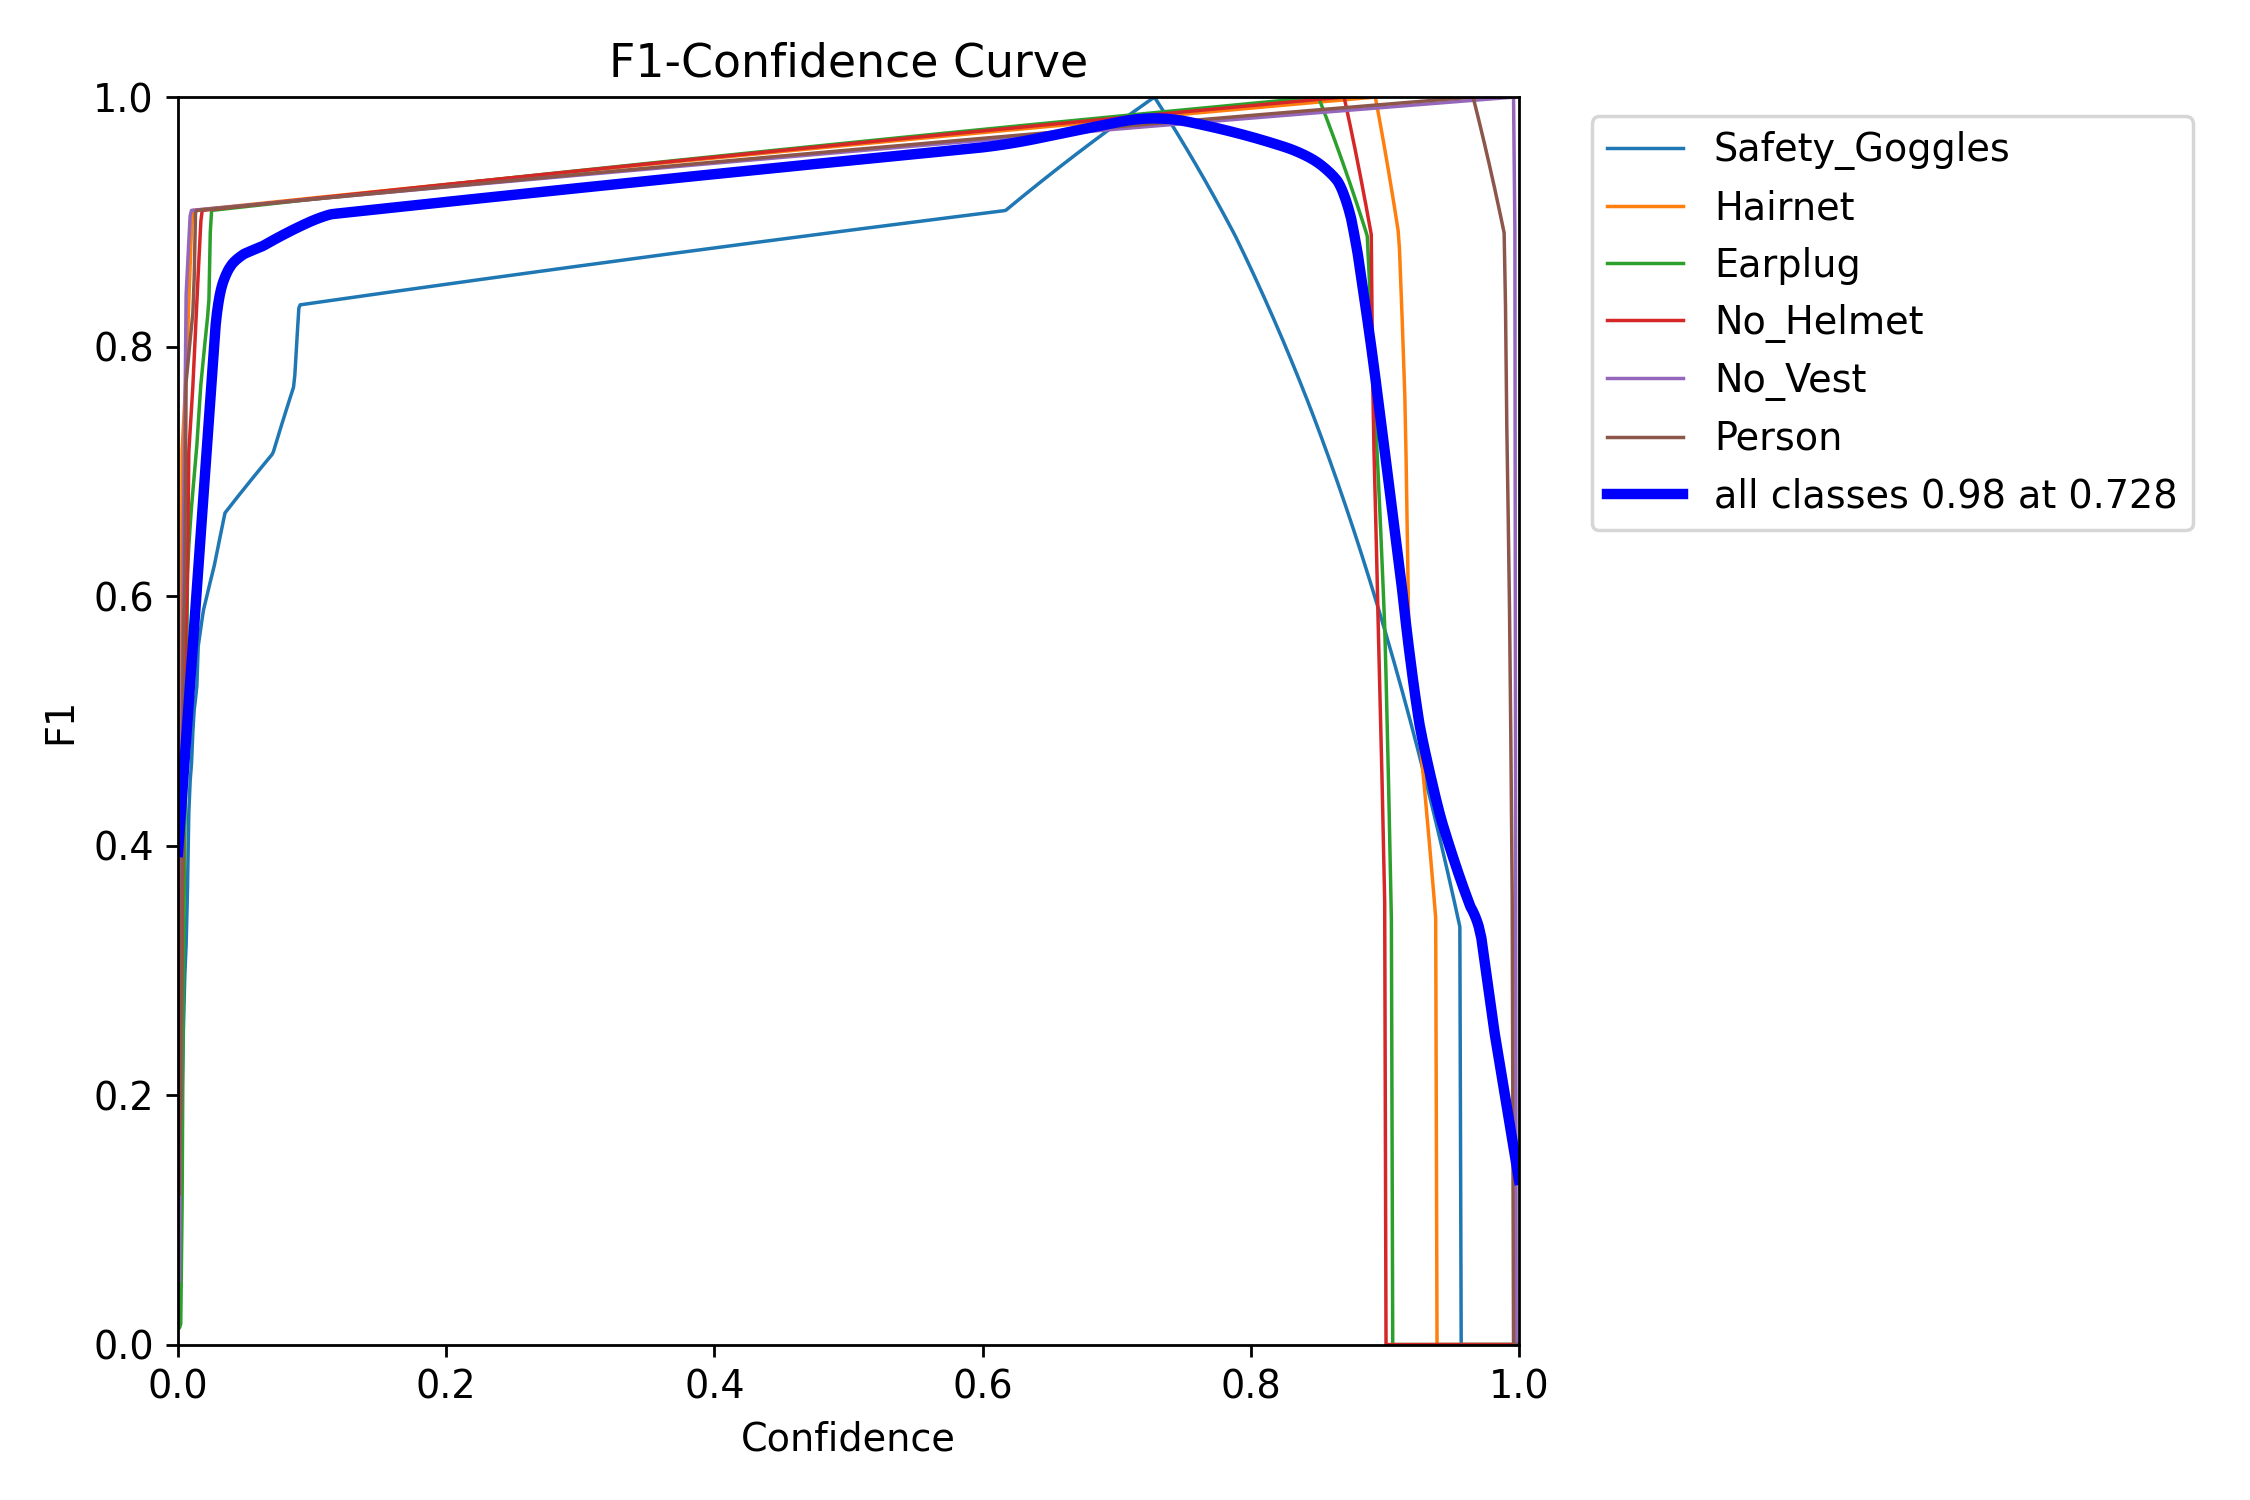 F1-Confidence Curve
1.0
0.8
0.6
0.4
0.2
0.0
F1
0.0 0.2 0.4 0.6 0.8 1.0
Confidence
Safety_Goggles
Hairnet
Earplug
No_Helmet
No_Vest
Person
all classes 0.98 at 0.728